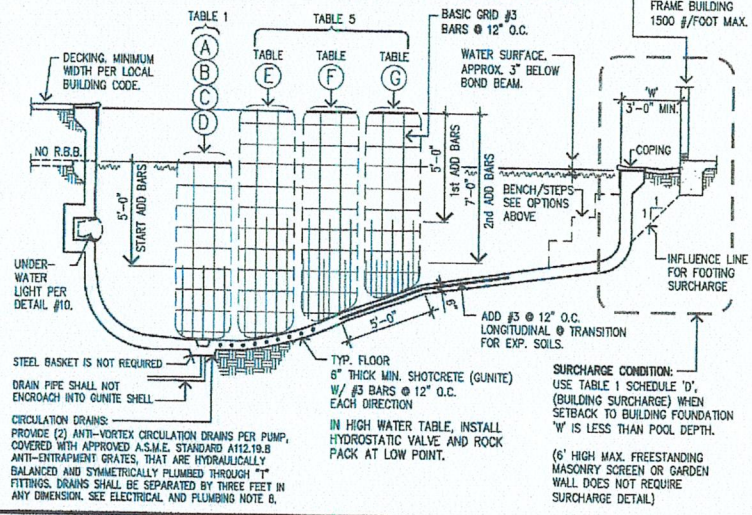 TABLE 1
A
B
C
D
TABLE 5
TABLE
E
TABLE
F
TABLE
G
BASIC GRID #3
BARS @ 12" O.C.
FRAME BUILDING
1500 #/FOOT MAX.
DECKING. MINIMUM
WIDTH PER LOCAL
BUILDING CODE.
WATER SURFACE.
APPROX. 3" BELOW
BOND BEAM.
'W'
3'-0" MIN.
COPING
NO R.B.B.
5'-0"
START ADD BARS
5'-0"
1st ADD BARS
7'-0"
2nd ADD BARS
BENCH/STEPS
SEE OPTIONS
ABOVE
1
1
UNDER-
WATER
LIGHT PER
DETAIL #10.
INFLUENCE LINE
FOR FOOTING
SURCHARGE
6"
5'-0"
ADD #3 @ 12" O.C.
LONGITUDINAL @ TRANSITION
FOR EXP. SOILS.
STEEL BASKET IS NOT REQUIRED
DRAIN PIPE SHALL NOT
ENCROACH INTO GUNITE SHELL
TYP. FLOOR
6" THICK MIN. SHOTCRETE (GUNITE)
W/ #3 BARS @ 12" O.C.
EACH DIRECTION
IN HIGH WATER TABLE, INSTALL
HYDROSTATIC VALVE AND ROCK
PACK AT LOW POINT.
CIRCULATION DRAINS:
PROVIDE (2) ANTI-VORTEX CIRCULATION DRAINS PER PUMP,
COVERED WITH APPROVED A.S.M.E. STANDARD A112.19.8
ANTI-ENTRAPMENT GRATES, THAT ARE HYDRAULICALLY
BALANCED AND SYMMETRICALLY PLUMBED THROUGH "T"
FITTINGS. DRAINS SHALL BE SEPARATED BY THREE FEET IN
ANY DIMENSION. SEE ELECTRICAL AND PLUMBING NOTE 8.
SURCHARGE CONDITION:
USE TABLE 1 SCHEDULE 'D',
(BUILDING SURCHARGE) WHEN
SETBACK TO BUILDING FOUNDATION
'W' IS LESS THAN POOL DEPTH.
(6' HIGH MAX. FREESTANDING
MASONRY SCREEN OR GARDEN
WALL DOES NOT REQUIRE
SURCHARGE DETAIL)